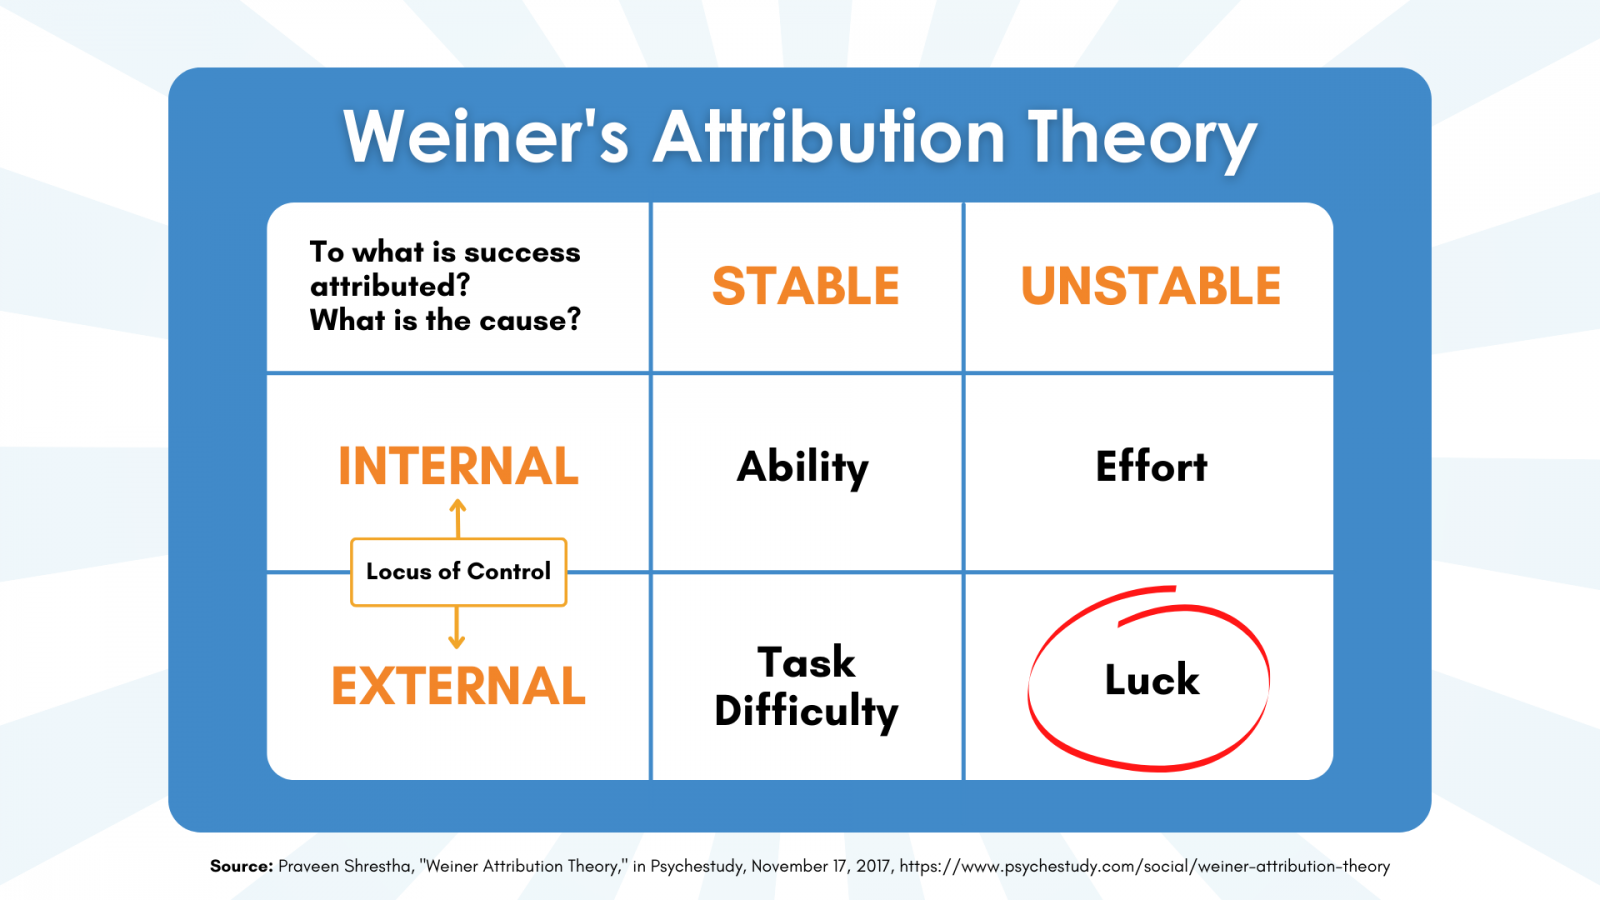 Weiner's Attribution Theory
To what is success
attributed?
What is the cause?
STABLE
UNSTABLE
INTERNAL
Ability
Effort
Locus of Control
EXTERNAL
Task
Difficulty
Luck
Source: Praveen Shrestha, "Weiner Attribution Theory," in Psychestudy, November 17, 2017, https://www.psychestudy.com/social/weiner-attribution-theory